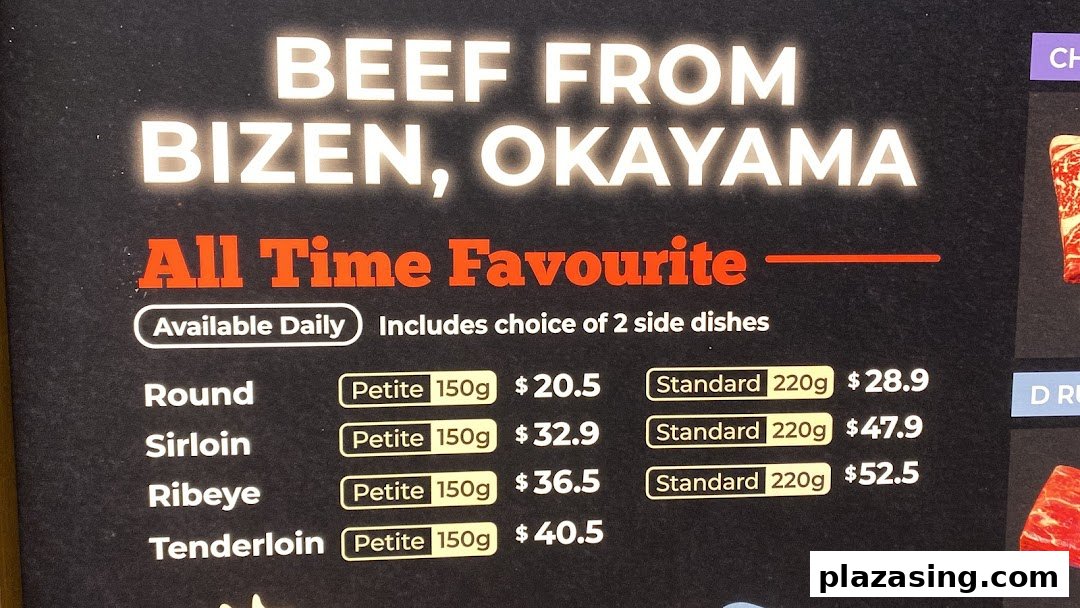 BEEF FROM
BIZEN, OKAYAMA
All Time Favourite
Available Daily Includes choice of 2 side dishes
Round Petite 150g $20.5 Standard 220g $28.9
Sirloin Petite 150g $32.9 Standard 220g $47.9
Ribeye Petite 150g $36.5 Standard 220g $52.5
Tenderloin Petite 150g $40.5
plazasing.com